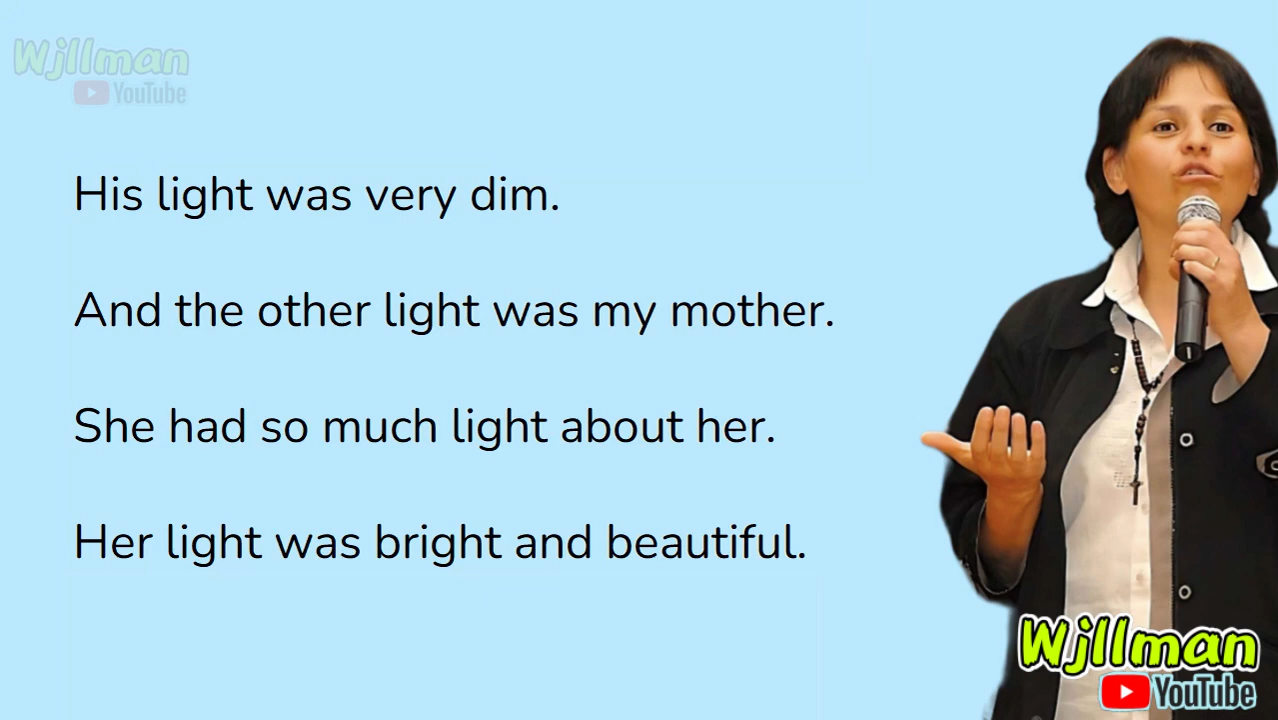 Wjllman
YouTube
His light was very dim.
And the other light was my mother.
She had so much light about her.
Her light was bright and beautiful.
Wjllman
YouTube